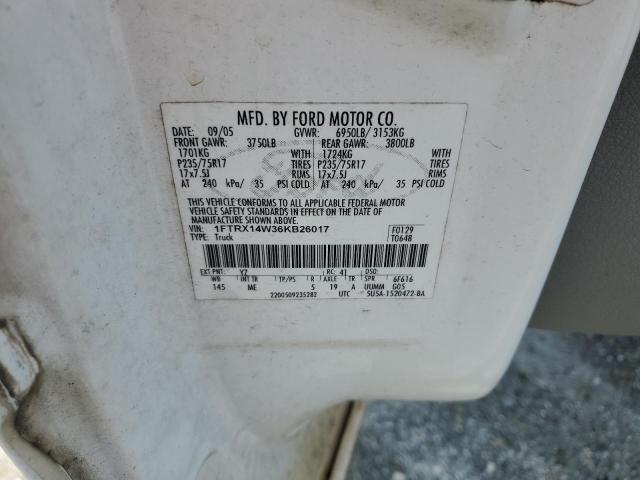 MFD. BY FORD MOTOR CO.
DATE: 09/05 GVWR: 6950LB/ 3153KG
FRONT GAWR: 3750LB REAR GAWR: 3800LB
1701KG WITH 1724KG WITH
P235/75R17 TIRES P235/75R17 TIRES
17x7.5J RIMS 17x7.5J RIMS
AT 240 kPa/ 35 PSI COLD AT 240 kPa/ 35 PSI COLD
THIS VEHICLE CONFORMS TO ALL APPLICABLE FEDERAL MOTOR
VEHICLE SAFETY STANDARDS IN EFFECT ON THE DATE OF
MANUFACTURE SHOWN ABOVE.
VIN: 1FTRX14W36KB26017 F0129
TYPE: Truck T0648
EXT PNT: YZ RC: 41 DSO:
WB INT TR TP/PS R AXLE TR SPR 6F616
145 ME 5 19 A UUMM G05
2200509235282 UTC 5U5A-1520472-BA